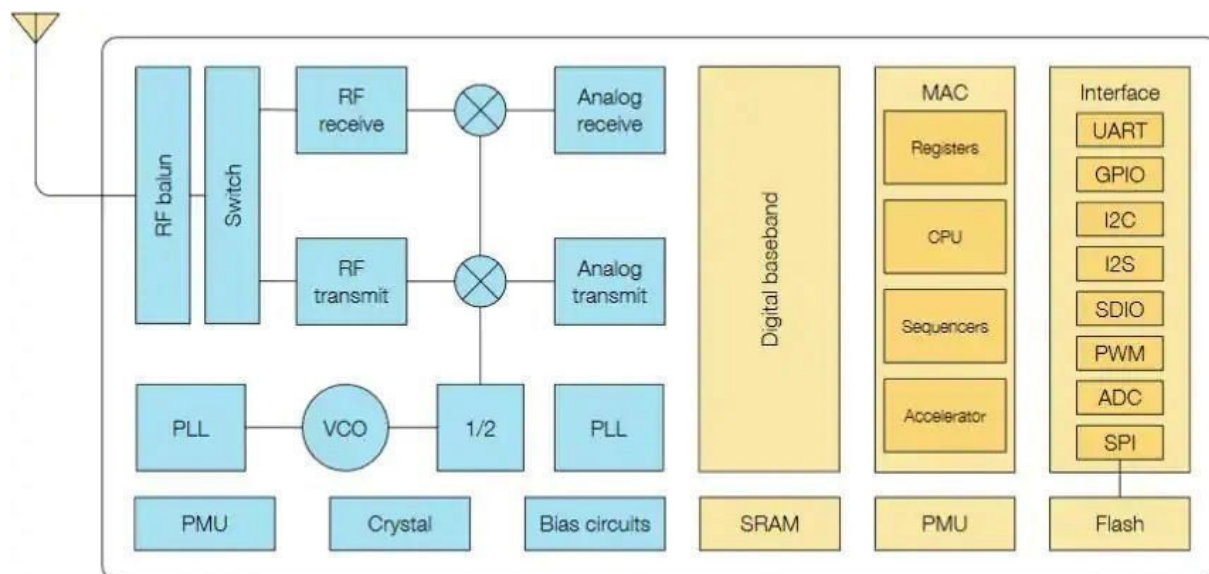 RF balun
Switch
RF
receive
Analog
receive
RF
transmit
Analog
transmit
PLL
VCO
1/2
PLL
PMU
Crystal
Bias circuits
Digital baseband
SRAM
MAC
Registers
CPU
Sequencers
Accelerator
PMU
Interface
UART
GPIO
I2C
I2S
SDIO
PWM
ADC
SPI
Flash